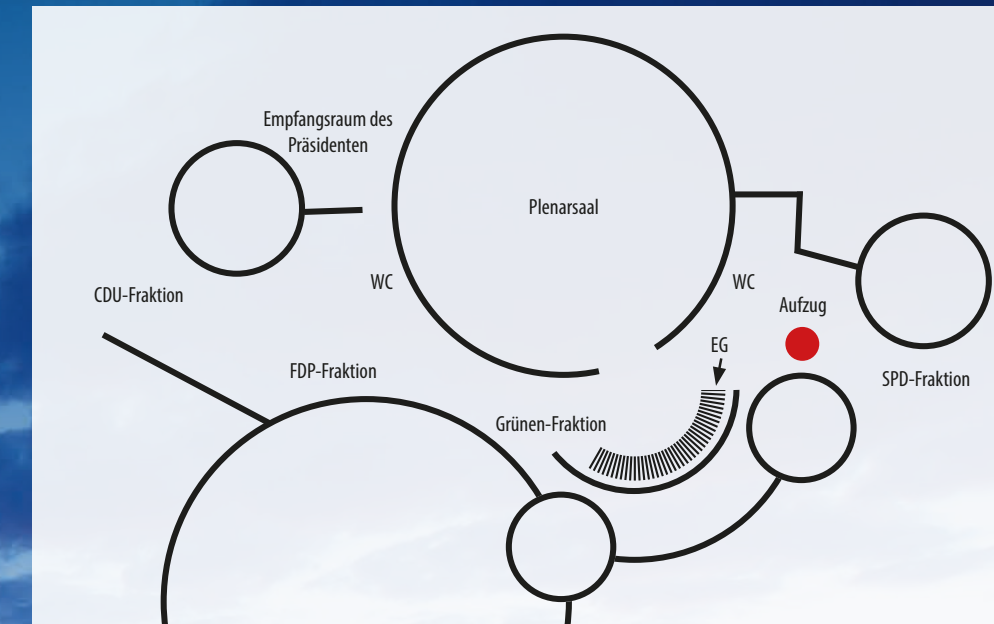 Empfangsraum des
Präsidenten
Plenarsaal
WC
WC
CDU-Fraktion
Aufzug
EG
FDP-Fraktion
SPD-Fraktion
Grünen-Fraktion